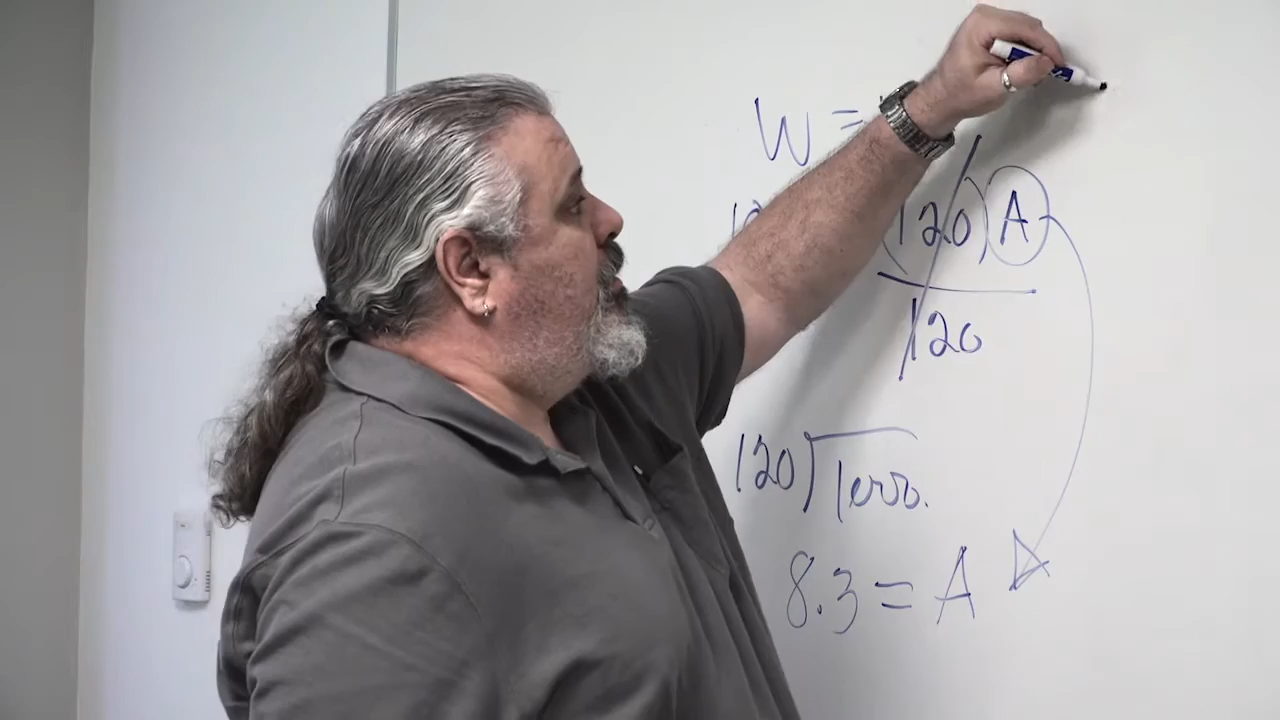 W =
(120)(A)
120
120)1000.
8.3 = A